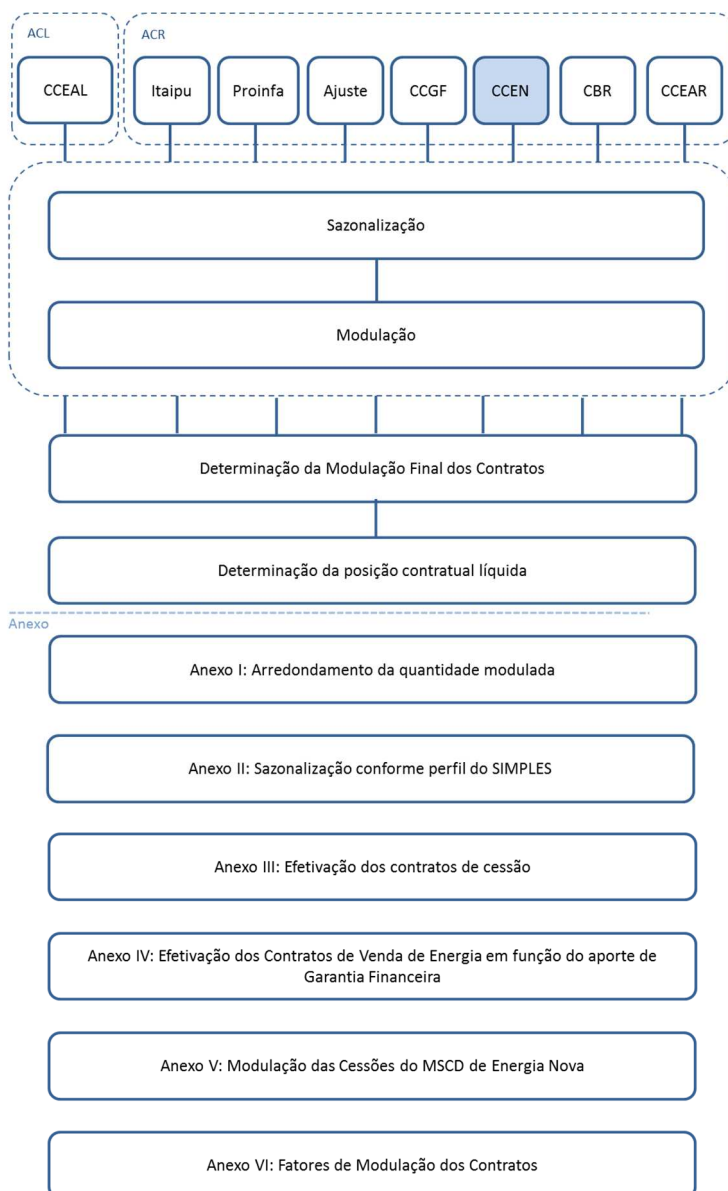 ACL
ACR
CCEAL
Itaipu
Proinfa
Ajuste
CCGF
CCEN
CBR
CCEAR
Sazonalização
Modulação
Determinação da Modulação Final dos Contratos
Determinação da posição contratual líquida
Anexo
Anexo I: Arredondamento da quantidade modulada
Anexo II: Sazonalização conforme perfil do SIMPLES
Anexo III: Efetivação dos contratos de cessão
Anexo IV: Efetivação dos Contratos de Venda de Energia em função do aporte de
Garantia Financeira
Anexo V: Modulação das Cessões do MSCD de Energia Nova
Anexo VI: Fatores de Modulação dos Contratos